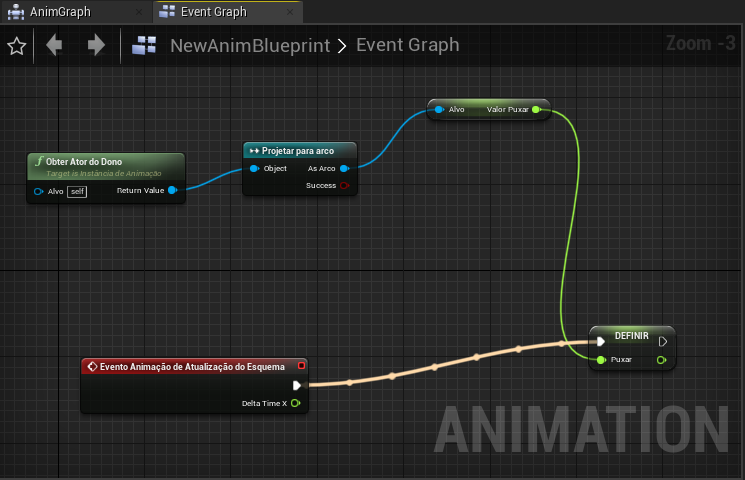 AnimGraph
Event Graph
NewAnimBlueprint > Event Graph
Zoom -3
Alvo Valor Puxar
Projetar para arco
Object As Arco
Success
f Obter Ator do Dono
Target is Instância de Animação
Alvo self Return Value
DEFINIR
Puxar
Evento Animação de Atualização do Esquema
Delta Time X
ANIMATION